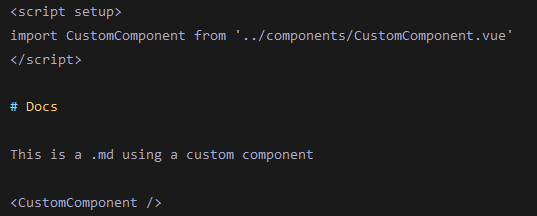 <script setup>
import CustomComponent from '../components/CustomComponent.vue'
</script>
# Docs
This is a .md using a custom component
<CustomComponent />